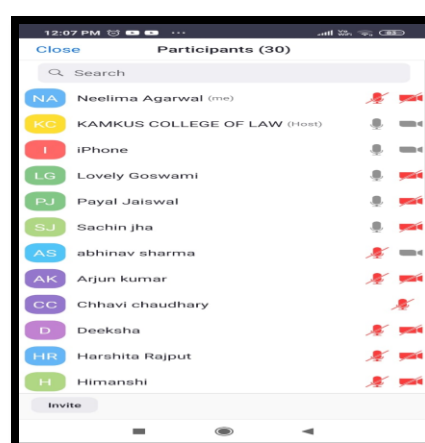 12:07 PM
Close Participants (30)
Search
NA Neelima Agarwal (me)
KC KAMKUS COLLEGE OF LAW (Host)
I iPhone
LG Lovely Goswami
PJ Payal Jaiswal
SJ Sachin jha
AS abhinav sharma
AK Arjun kumar
CC Chhavi chaudhary
D Deeksha
HR Harshita Rajput
H Himanshi
Invite